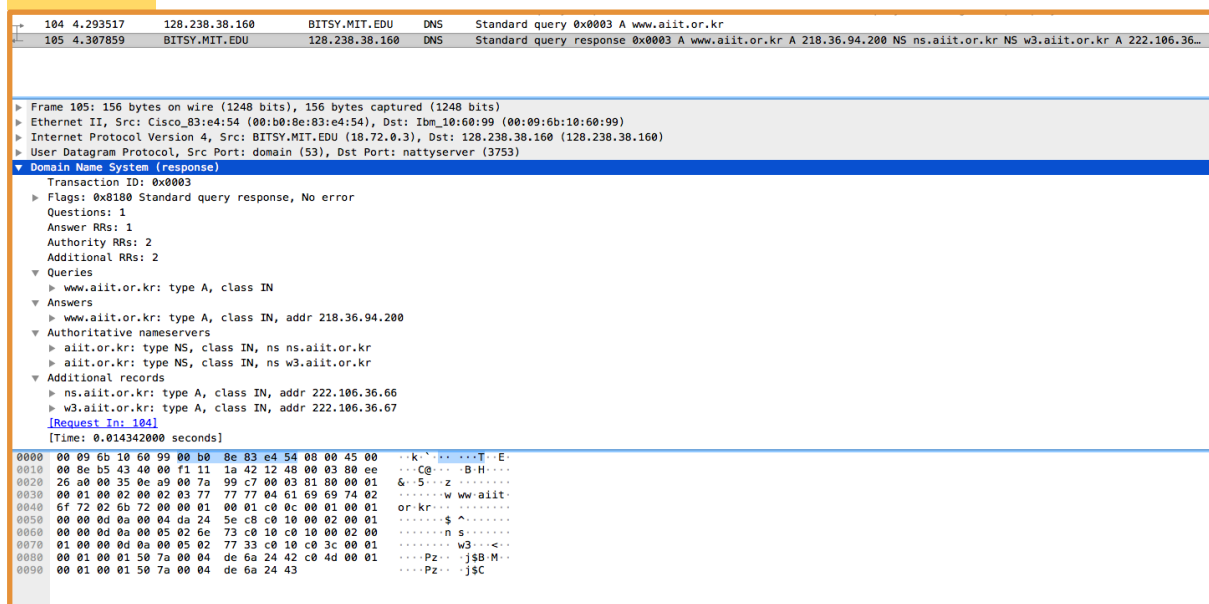 104 4.293517 128.238.38.160 BITSY.MIT.EDU DNS Standard query 0x0003 A www.aiit.or.kr
105 4.307859 BITSY.MIT.EDU 128.238.38.160 DNS Standard query response 0x0003 A www.aiit.or.kr A 218.36.94.200 NS ns.aiit.or.kr NS w3.aiit.or.kr A 222.106.36…
Frame 105: 156 bytes on wire (1248 bits), 156 bytes captured (1248 bits)
Ethernet II, Src: Cisco_83:e4:54 (00:b0:8e:83:e4:54), Dst: Ibm_10:60:99 (00:09:6b:10:60:99)
Internet Protocol Version 4, Src: BITSY.MIT.EDU (18.72.0.3), Dst: 128.238.38.160 (128.238.38.160)
User Datagram Protocol, Src Port: domain (53), Dst Port: nattyserver (3753)
Domain Name System (response)
Transaction ID: 0x0003
Flags: 0x8180 Standard query response, No error
Questions: 1
Answer RRs: 1
Authority RRs: 2
Additional RRs: 2
Queries
www.aiit.or.kr: type A, class IN
Answers
www.aiit.or.kr: type A, class IN, addr 218.36.94.200
Authoritative nameservers
aiit.or.kr: type NS, class IN, ns ns.aiit.or.kr
aiit.or.kr: type NS, class IN, ns w3.aiit.or.kr
Additional records
ns.aiit.or.kr: type A, class IN, addr 222.106.36.66
w3.aiit.or.kr: type A, class IN, addr 222.106.36.67
[Request In: 104]
[Time: 0.014342000 seconds]
0000 00 09 6b 10 60 99 00 b0 8e 83 e4 54 08 00 45 00 ··k·`··· ···T··E·
0010 00 8e b5 43 40 00 f1 11 1a 42 12 48 00 03 80 ee ···C@··· ·B·H····
0020 26 a0 00 35 0e a9 00 7a 99 c7 00 03 81 80 00 01 &··5···z ········
0030 00 01 00 02 00 02 03 77 77 77 04 61 69 69 74 02 ·······w ww·aiit·
0040 6f 72 02 6b 72 00 00 01 00 01 c0 0c 00 01 00 01 or·kr··· ········
0050 00 00 0d 0a 00 04 da 24 5e c8 c0 10 00 02 00 01 ·······$ ^·······
0060 00 00 0d 0a 00 05 02 6e 73 c0 10 c0 10 00 02 00 ·······n s·······
0070 01 00 00 0d 0a 00 05 02 77 33 c0 10 c0 3c 00 01 ········ w3···<··
0080 00 01 00 01 50 7a 00 04 de 6a 24 42 c0 4d 00 01 ····Pz·· ·j$B·M··
0090 00 01 00 01 50 7a 00 04 de 6a 24 43 ····Pz·· ·j$C